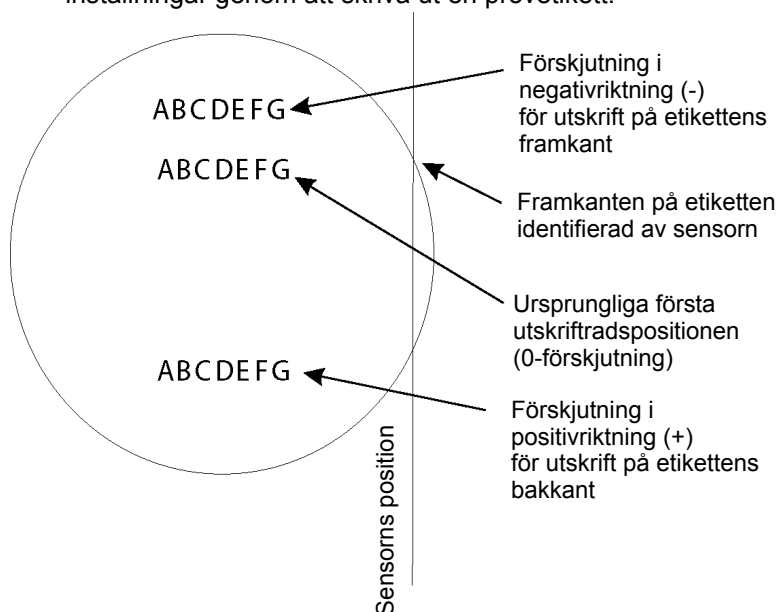 inställningar genom att skriva ut en provetikett.
ABCDEFG
ABCDEFG
ABCDEFG
Förskjutning i
negativriktning (-)
för utskrift på etikettens
framkant
Framkanten på etiketten
identifierad av sensorn
Ursprungliga första
utskriftradspositionen
(0-förskjutning)
Förskjutning i
positivriktning (+)
för utskrift på etikettens
bakkant
Sensorns position